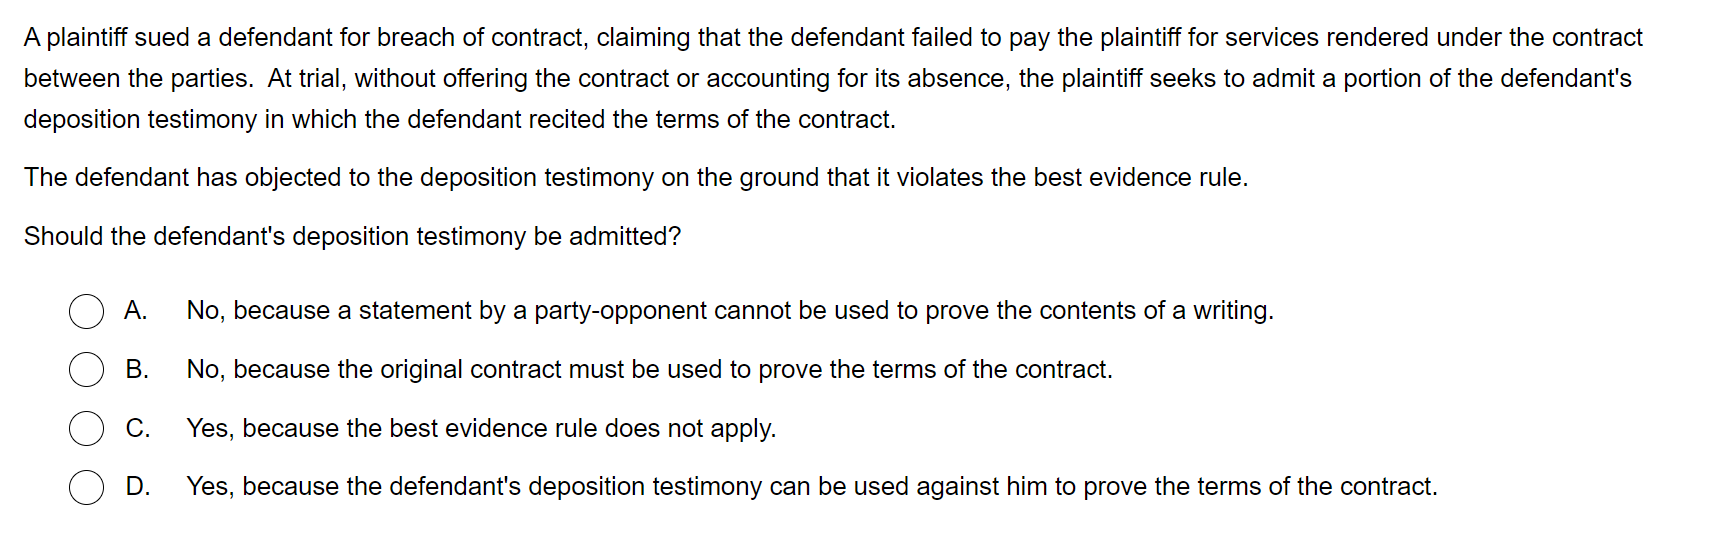 A plaintiff sued a defendant for breach of contract, claiming that the defendant failed to pay the plaintiff for services rendered under the contract
between the parties.  At trial, without offering the contract or accounting for its absence, the plaintiff seeks to admit a portion of the defendant's
deposition testimony in which the defendant recited the terms of the contract.
The defendant has objected to the deposition testimony on the ground that it violates the best evidence rule.
Should the defendant's deposition testimony be admitted?
A. No, because a statement by a party-opponent cannot be used to prove the contents of a writing.
B. No, because the original contract must be used to prove the terms of the contract.
C. Yes, because the best evidence rule does not apply.
D. Yes, because the defendant's deposition testimony can be used against him to prove the terms of the contract.